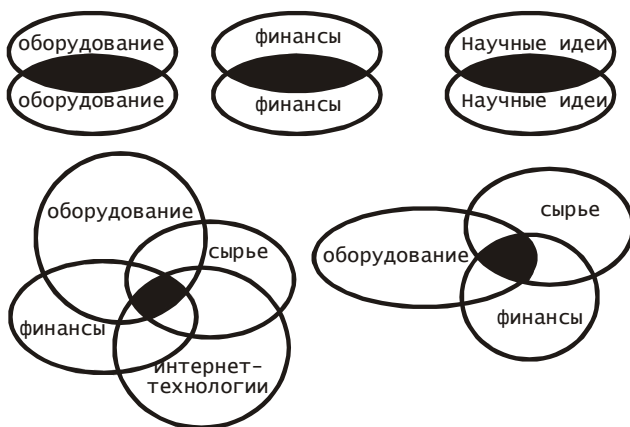 оборудование
оборудование
финансы
финансы
научные идеи
научные идеи
оборудование
сырье
финансы
интернет-
технологии
оборудование
сырье
финансы